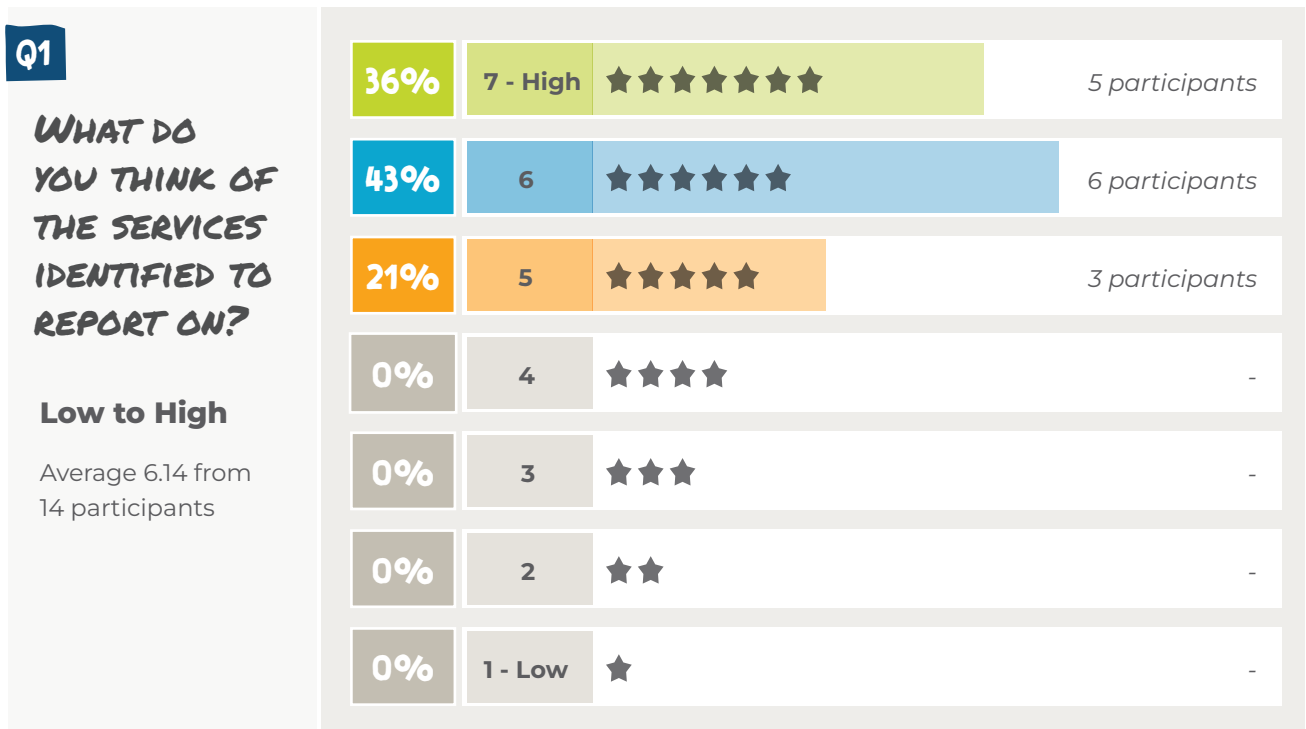 Q1
What do
you think of
the services
identified to
report on?
Low to High
Average 6.14 from
14 participants
36% 7 - High 5 participants
43% 6 6 participants
21% 5 3 participants
0% 4 -
0% 3 -
0% 2 -
0% 1 - Low -